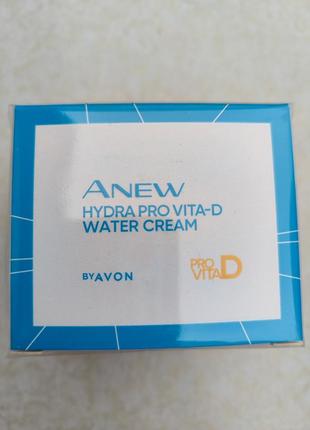 ANEW
HYDRA PRO VITA-D
WATER CREAM
BY AVON
PRO
VITA D